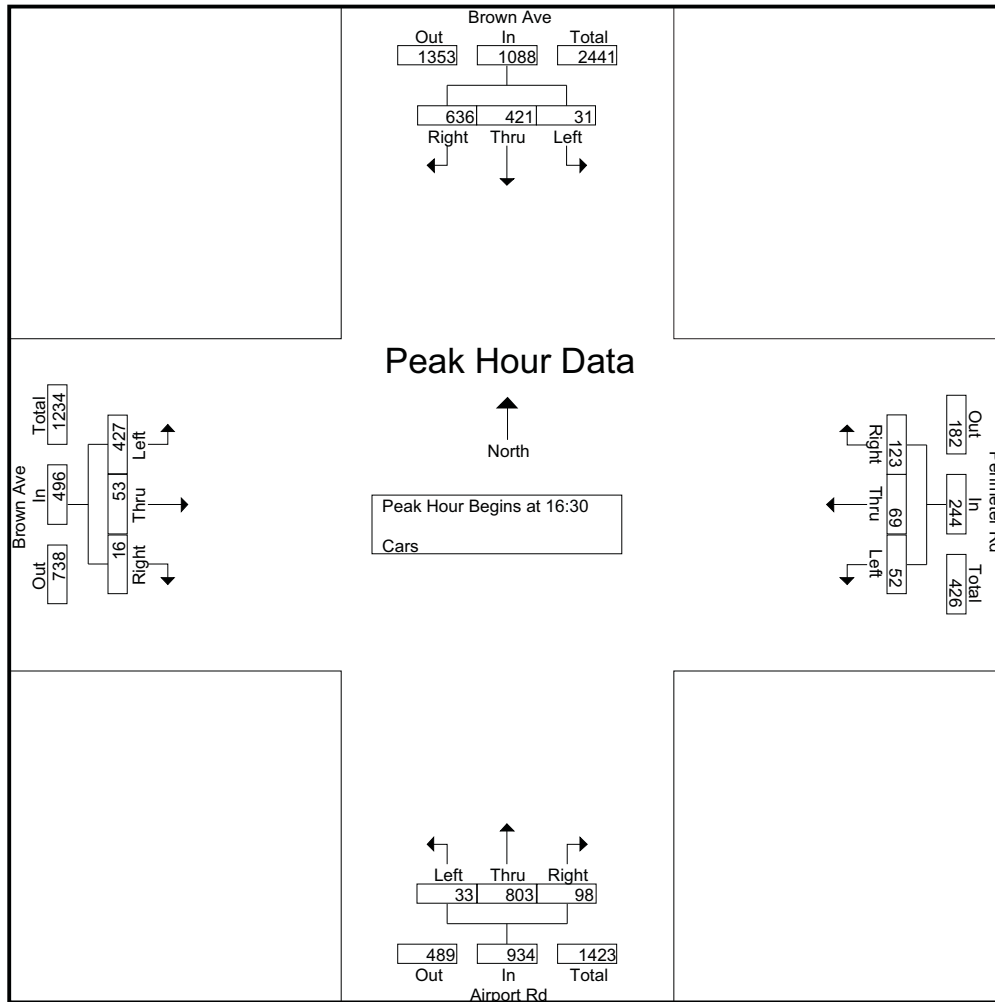 Brown Ave
Out In Total
1353 1088 2441
636 421 31
Right Thru Left
Peak Hour Data
North
Peak Hour Begins at 16:30
Cars
Brown Ave
Out In Total
738 496 1234
16 53 427
Right Thru Left
Out In Total
182 244 426
Right Thru Left
123 69 52
Rd
Left Thru Right
33 803 98
489 934 1423
Out In Total
Airport Rd